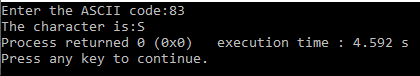 Enter the ASCII code:83
The character is:S
Process returned 0 (0x0)   execution time : 4.592 s
Press any key to continue.